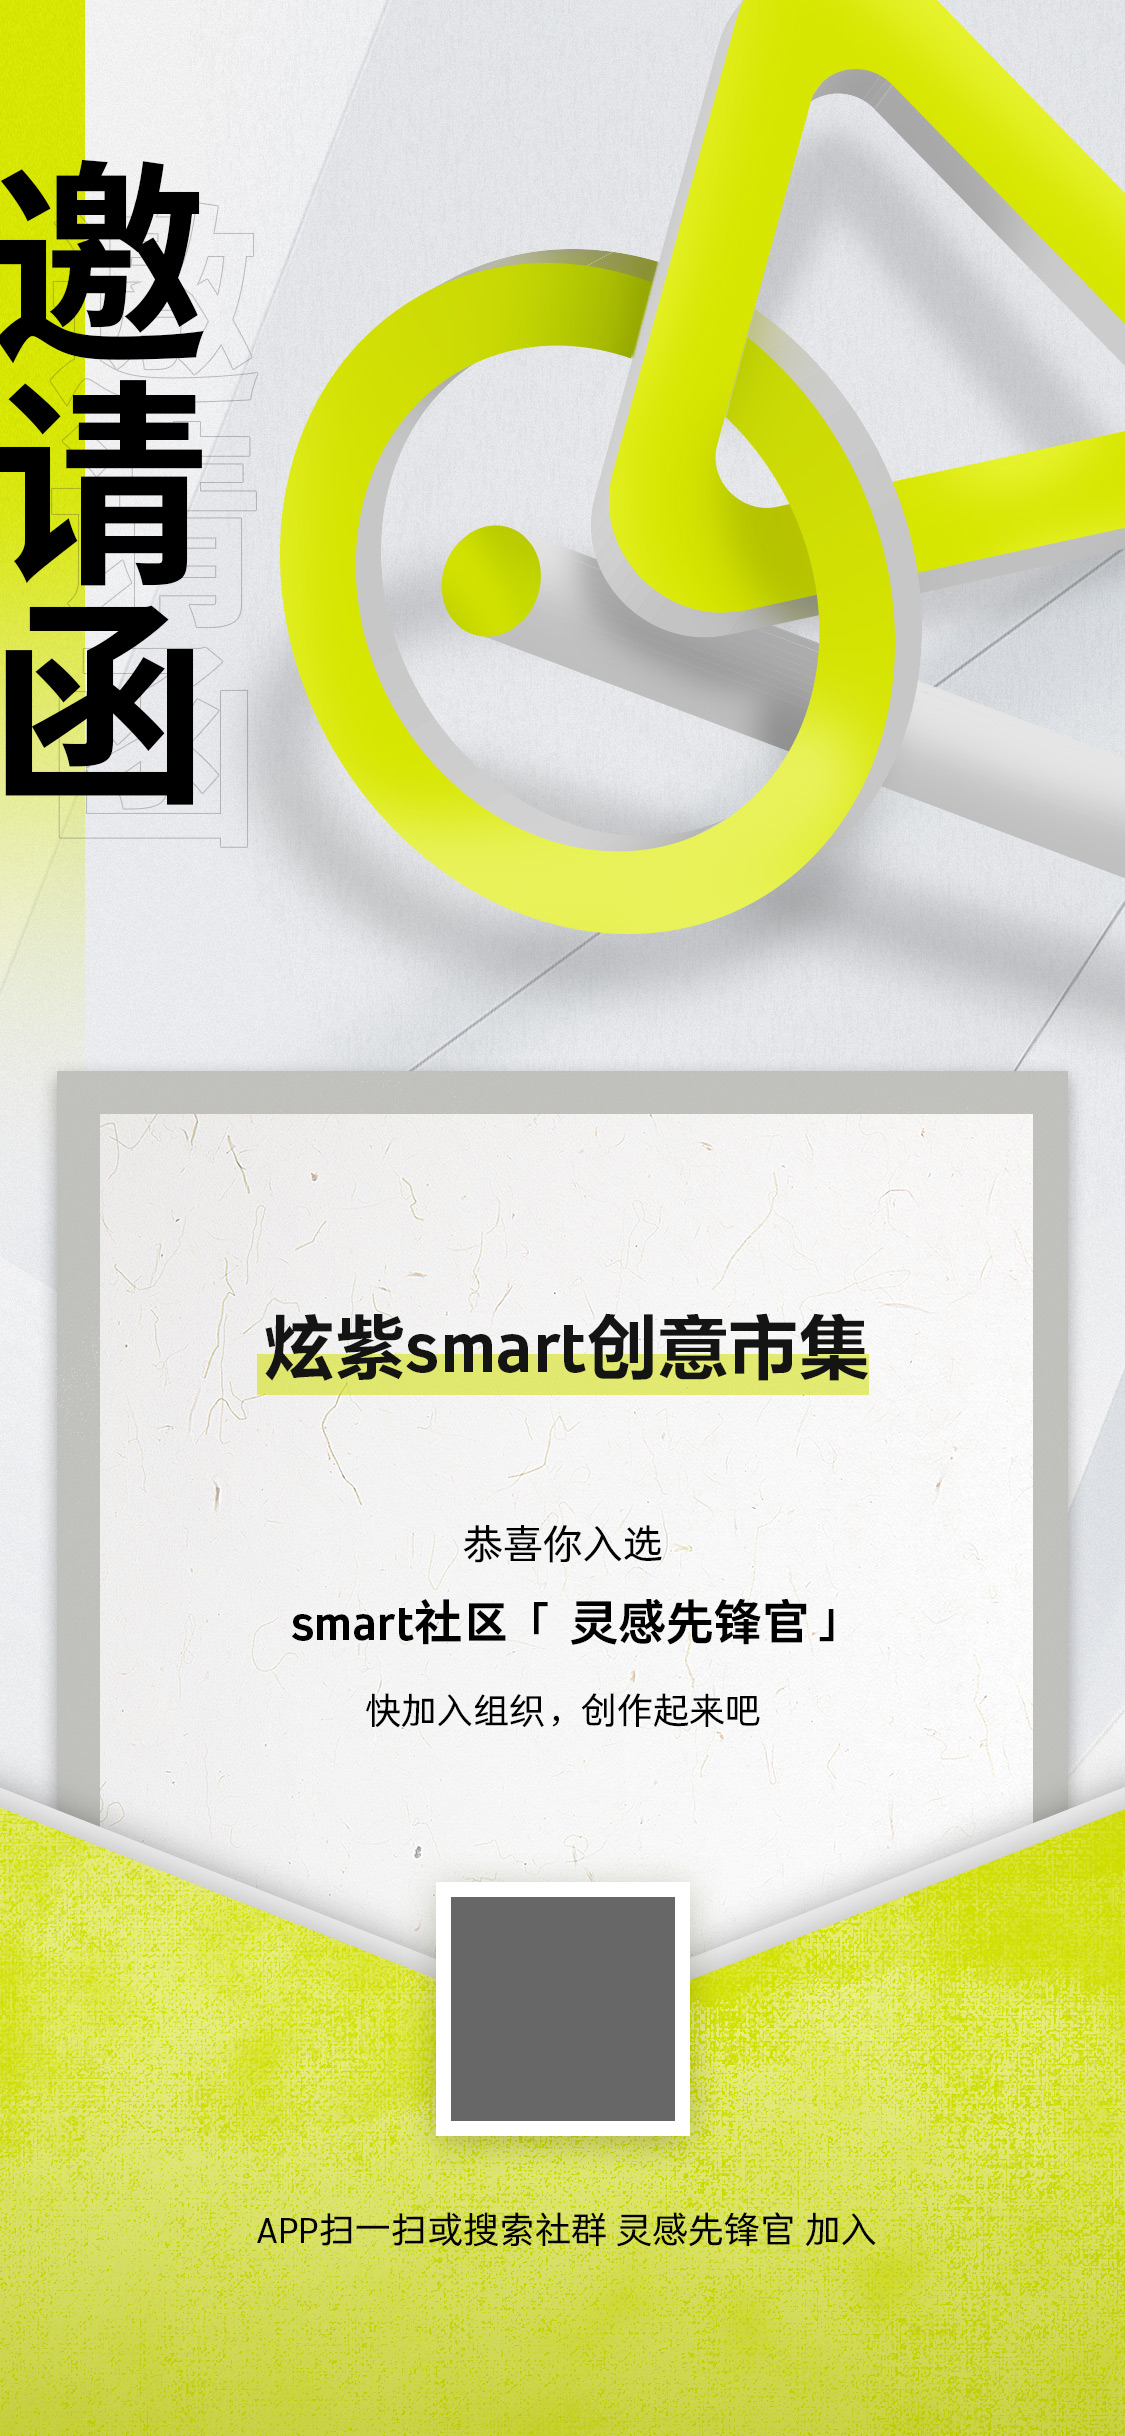 邀请函
炫紫smart创意市集
恭喜你入选
smart社区「 灵感先锋官 」
快加入组织，创作起来吧
APP扫一扫或搜索社群 灵感先锋官 加入